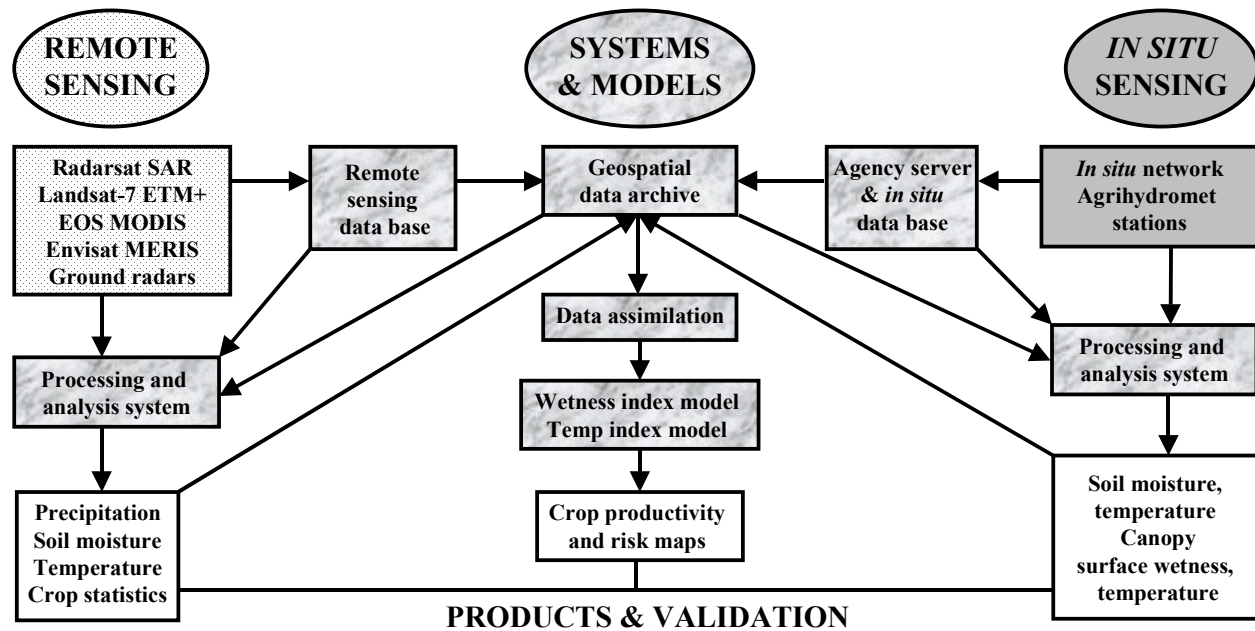 REMOTE
SENSING
SYSTEMS
& MODELS
IN SITU
SENSING
Radarsat SAR
Landsat-7 ETM+
EOS MODIS
Envisat MERIS
Ground radars
Remote
sensing
data base
Geospatial
data archive
Agency server
& in situ
data base
In situ network
Agrihydromet
stations
Data assimilation
Processing and
analysis system
Wetness index model
Temp index model
Processing and
analysis system
Precipitation
Soil moisture
Temperature
Crop statistics
Crop productivity
and risk maps
Soil moisture,
temperature
Canopy
surface wetness,
temperature
PRODUCTS & VALIDATION